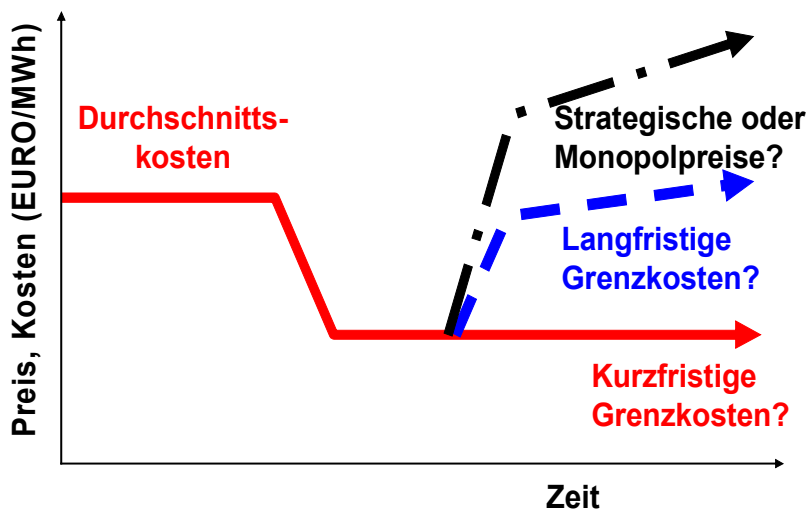 Preis, Kosten (EURO/MWh)
Durchschnitts-
kosten
Strategische oder
Monopolpreise?
Langfristige
Grenzkosten?
Kurzfristige
Grenzkosten?
Zeit